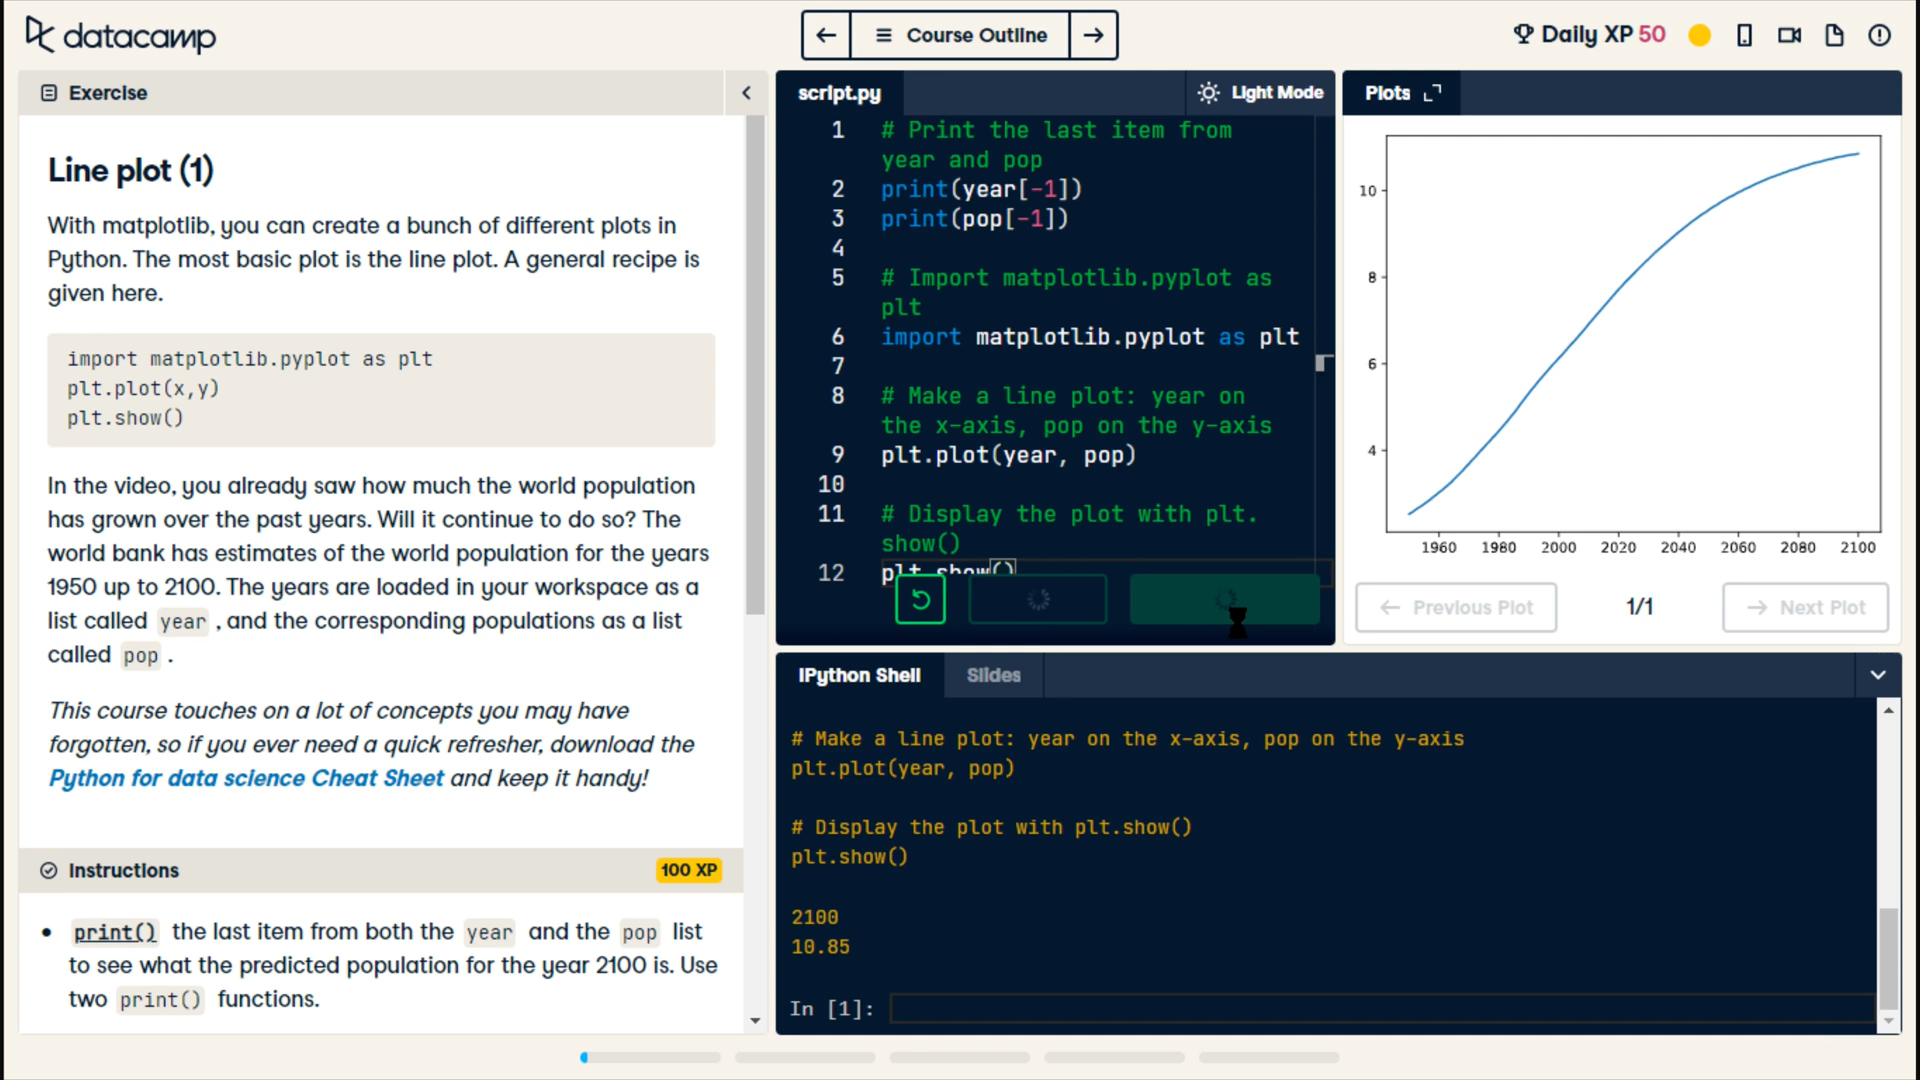 datacamp
Course Outline
Daily XP 50
Exercise
Line plot (1)
With matplotlib, you can create a bunch of different plots in
Python. The most basic plot is the line plot. A general recipe is
given here.
import matplotlib.pyplot as plt
plt.plot(x,y)
plt.show()
In the video, you already saw how much the world population
has grown over the past years. Will it continue to do so? The
world bank has estimates of the world population for the years
1950 up to 2100. The years are loaded in your workspace as a
list called year , and the corresponding populations as a list
called pop .
This course touches on a lot of concepts you may have
forgotten, so if you ever need a quick refresher, download the
Python for data science Cheat Sheet and keep it handy!
Instructions
100 XP
print() the last item from both the year and the pop list
to see what the predicted population for the year 2100 is. Use
two print() functions.
script.py
Light Mode
1 # Print the last item from
year and pop
2 print(year[-1])
3 print(pop[-1])
4
5 # Import matplotlib.pyplot as
plt
6 import matplotlib.pyplot as plt
7
8 # Make a line plot: year on
the x-axis, pop on the y-axis
9 plt.plot(year, pop)
10
11 # Display the plot with plt.
show()
12 plt.show()
Plots
10
8
6
4
1960 1980 2000 2020 2040 2060 2080 2100
Previous Plot
1/1
Next Plot
IPython Shell
Slides
# Make a line plot: year on the x-axis, pop on the y-axis
plt.plot(year, pop)
# Display the plot with plt.show()
plt.show()
2100
10.85
In [1]: